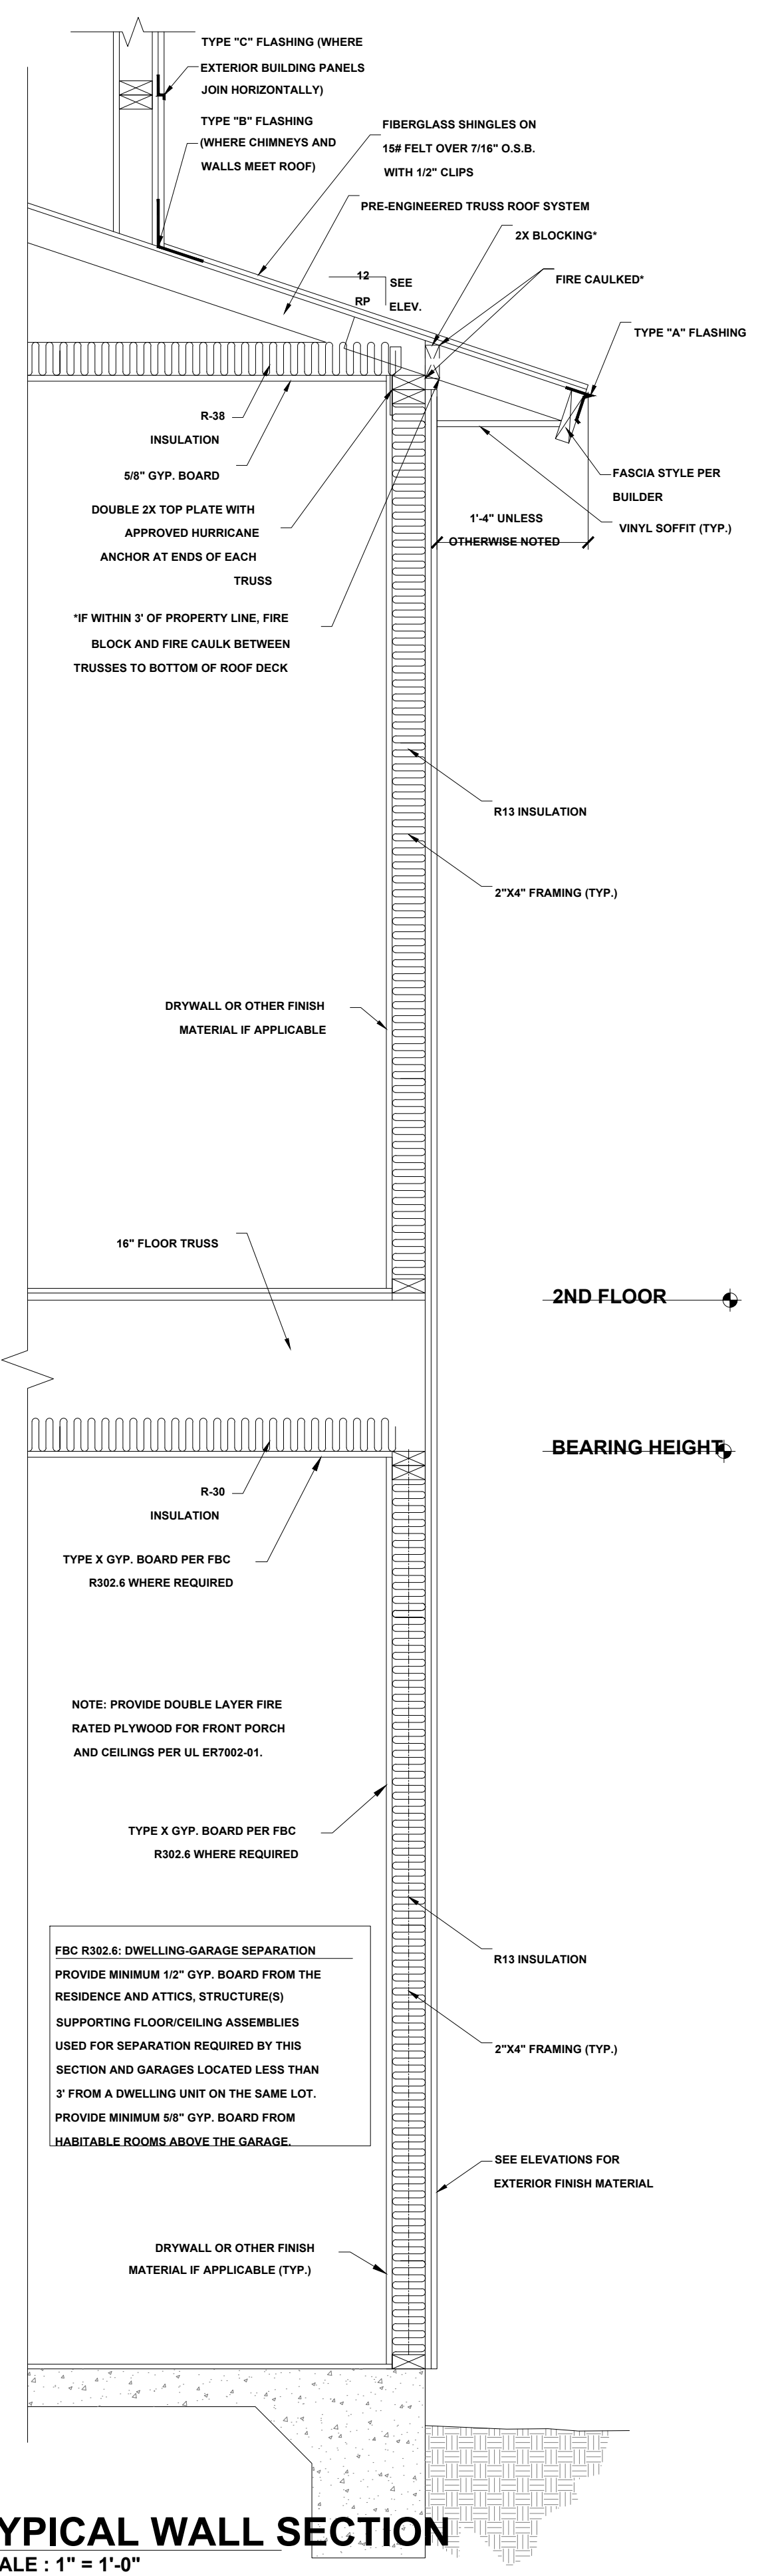 TYPE "C" FLASHING (WHERE
EXTERIOR BUILDING PANELS
JOIN HORIZONTALLY)
TYPE "B" FLASHING
(WHERE CHIMNEYS AND
WALLS MEET ROOF)
FIBERGLASS SHINGLES ON
15# FELT OVER 7/16" O.S.B.
WITH 1/2" CLIPS
PRE-ENGINEERED TRUSS ROOF SYSTEM
2X BLOCKING*
FIRE CAULKED*
12
RP
SEE
ELEV.
TYPE "A" FLASHING
R-38
INSULATION
5/8" GYP. BOARD
DOUBLE 2X TOP PLATE WITH
APPROVED HURRICANE
ANCHOR AT ENDS OF EACH
TRUSS
FASCIA STYLE PER
BUILDER
1'-4" UNLESS
OTHERWISE NOTED
VINYL SOFFIT (TYP.)
*IF WITHIN 3' OF PROPERTY LINE, FIRE
BLOCK AND FIRE CAULK BETWEEN
TRUSSES TO BOTTOM OF ROOF DECK
R13 INSULATION
2"X4" FRAMING (TYP.)
DRYWALL OR OTHER FINISH
MATERIAL IF APPLICABLE
16" FLOOR TRUSS
2ND FLOOR
BEARING HEIGHT
R-30
INSULATION
TYPE X GYP. BOARD PER FBC
R302.6 WHERE REQUIRED
NOTE: PROVIDE DOUBLE LAYER FIRE
RATED PLYWOOD FOR FRONT PORCH
AND CEILINGS PER UL ER7002-01.
TYPE X GYP. BOARD PER FBC
R302.6 WHERE REQUIRED
FBC R302.6: DWELLING-GARAGE SEPARATION
PROVIDE MINIMUM 1/2" GYP. BOARD FROM THE
RESIDENCE AND ATTICS, STRUCTURE(S)
SUPPORTING FLOOR/CEILING ASSEMBLIES
USED FOR SEPARATION REQUIRED BY THIS
SECTION AND GARAGES LOCATED LESS THAN
3' FROM A DWELLING UNIT ON THE SAME LOT.
PROVIDE MINIMUM 5/8" GYP. BOARD FROM
HABITABLE ROOMS ABOVE THE GARAGE.
R13 INSULATION
2"X4" FRAMING (TYP.)
SEE ELEVATIONS FOR
EXTERIOR FINISH MATERIAL
DRYWALL OR OTHER FINISH
MATERIAL IF APPLICABLE (TYP.)
YPICAL WALL SECTION
ALE : 1" = 1'-0"